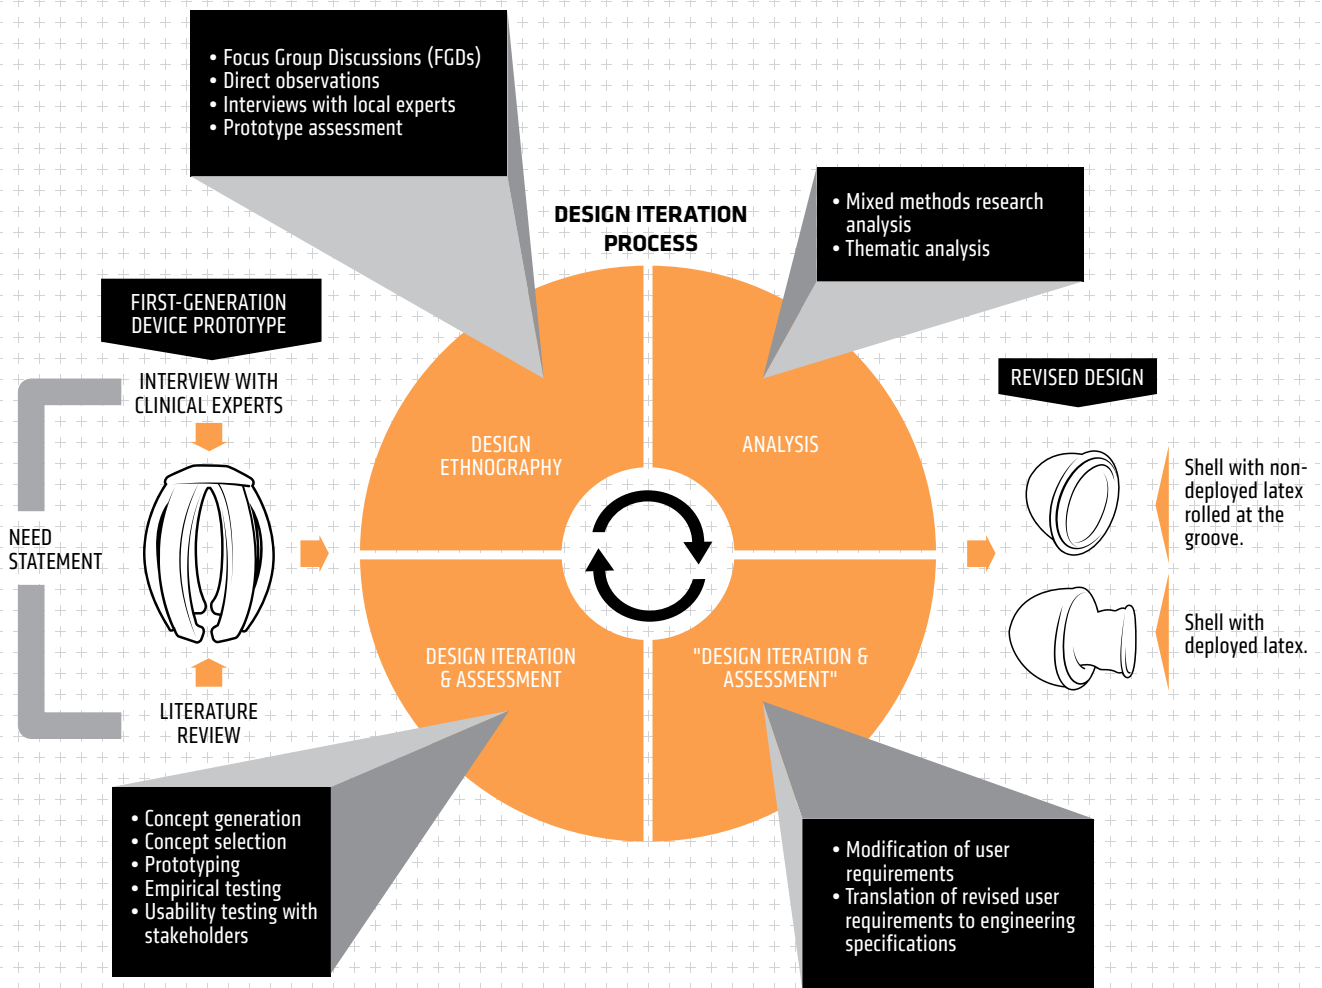 • Focus Group Discussions (FGDs)
• Direct observations
• Interviews with local experts
• Prototype assessment
DESIGN ITERATION
PROCESS
• Mixed methods research
analysis
• Thematic analysis
FIRST-GENERATION
DEVICE PROTOTYPE
INTERVIEW WITH
CLINICAL EXPERTS
NEED
STATEMENT
LITERATURE
REVIEW
DESIGN
ETHNOGRAPHY
ANALYSIS
DESIGN ITERATION
& ASSESSMENT
"DESIGN ITERATION &
ASSESSMENT"
REVISED DESIGN
Shell with non-
deployed latex
rolled at the
groove.
Shell with
deployed latex.
• Concept generation
• Concept selection
• Prototyping
• Empirical testing
• Usability testing with
stakeholders
• Modification of user
requirements
• Translation of revised user
requirements to engineering
specifications